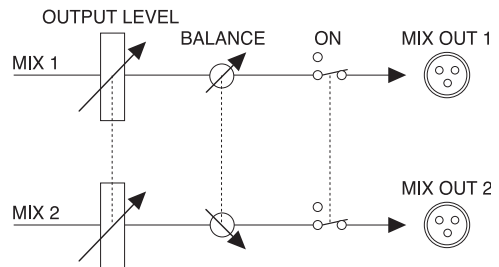 OUTPUT LEVEL
BALANCE
ON
MIX OUT 1
MIX 1
MIX OUT 2
MIX 2